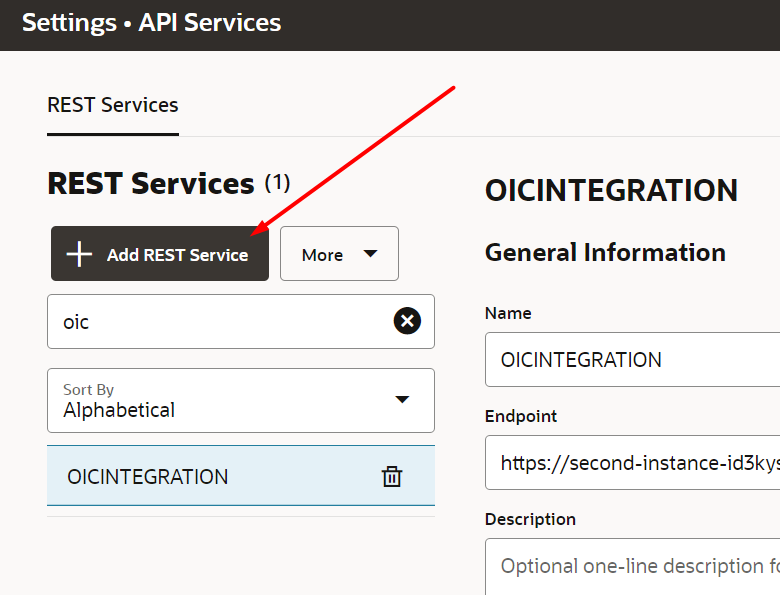 Settings • API Services
REST Services
REST Services (1)
Add REST Service
More
oic
Sort By
Alphabetical
OICINTEGRATION
OICINTEGRATION
General Information
Name
OICINTEGRATION
Endpoint
https://second-instance-id3kys
Description
Optional one-line description fo